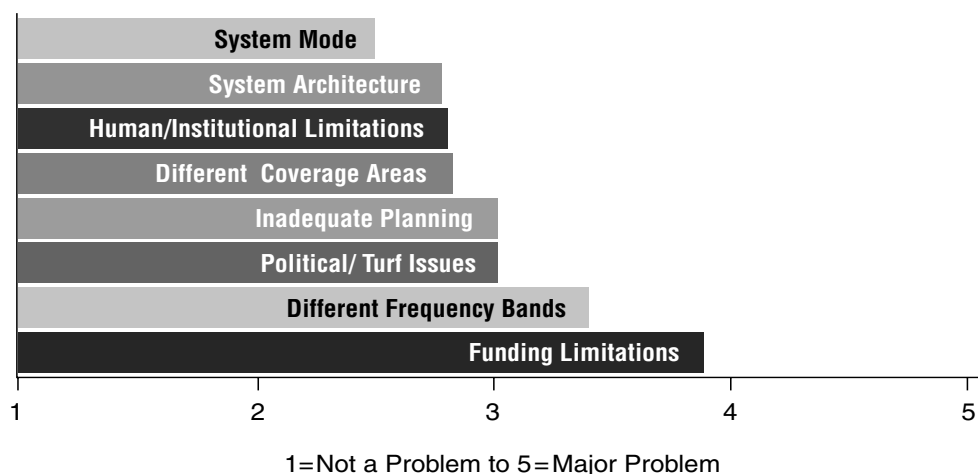 System Mode
System Architecture
Human/Institutional Limitations
Different  Coverage Areas
Inadequate Planning
Political/ Turf Issues
Different Frequency Bands
Funding Limitations
1 2 3 4 5
1=Not a Problem to 5=Major Problem